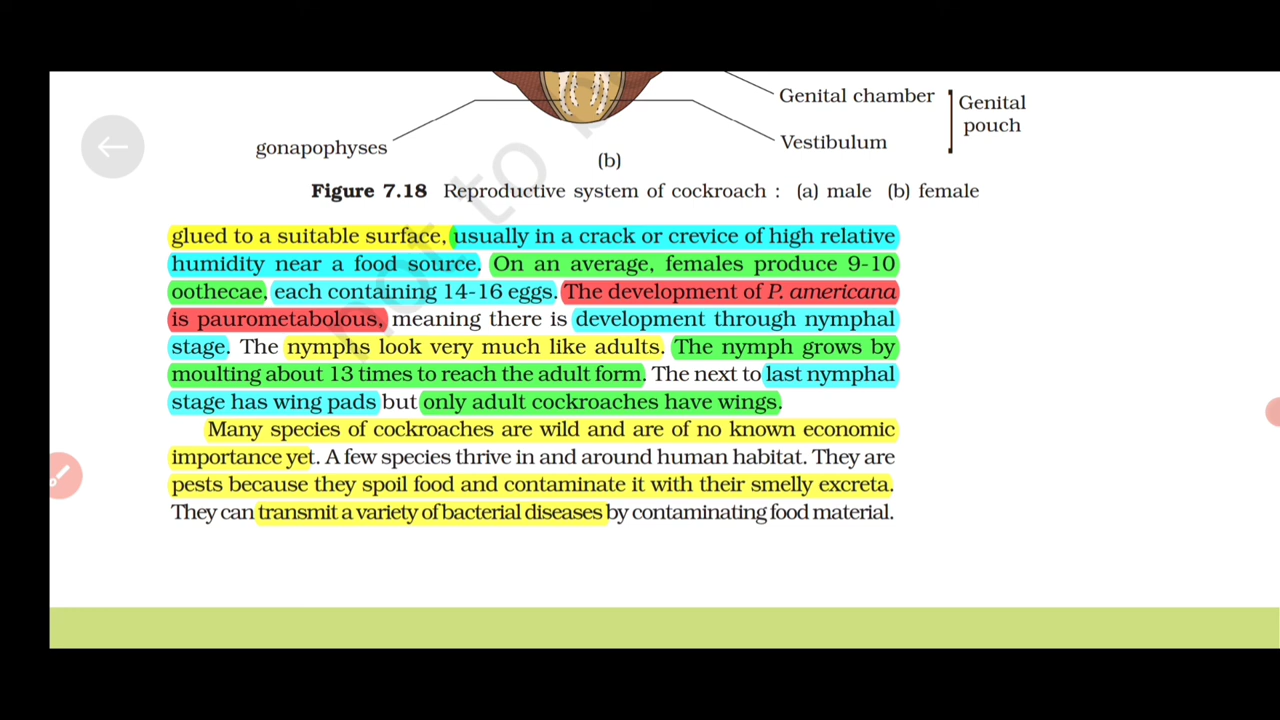 Genital chamber
Genital
pouch
gonapophyses
Vestibulum
(b)
Figure 7.18 Reproductive system of cockroach : (a) male (b) female
glued to a suitable surface, usually in a crack or crevice of high relative
humidity near a food source. On an average, females produce 9-10
oothecae, each containing 14-16 eggs. The development of P. americana
is paurometabolous, meaning there is development through nymphal
stage. The nymphs look very much like adults. The nymph grows by
moulting about 13 times to reach the adult form. The next to last nymphal
stage has wing pads but only adult cockroaches have wings.
Many species of cockroaches are wild and are of no known economic
importance yet. A few species thrive in and around human habitat. They are
pests because they spoil food and contaminate it with their smelly excreta.
They can transmit a variety of bacterial diseases by contaminating food material.
not to b